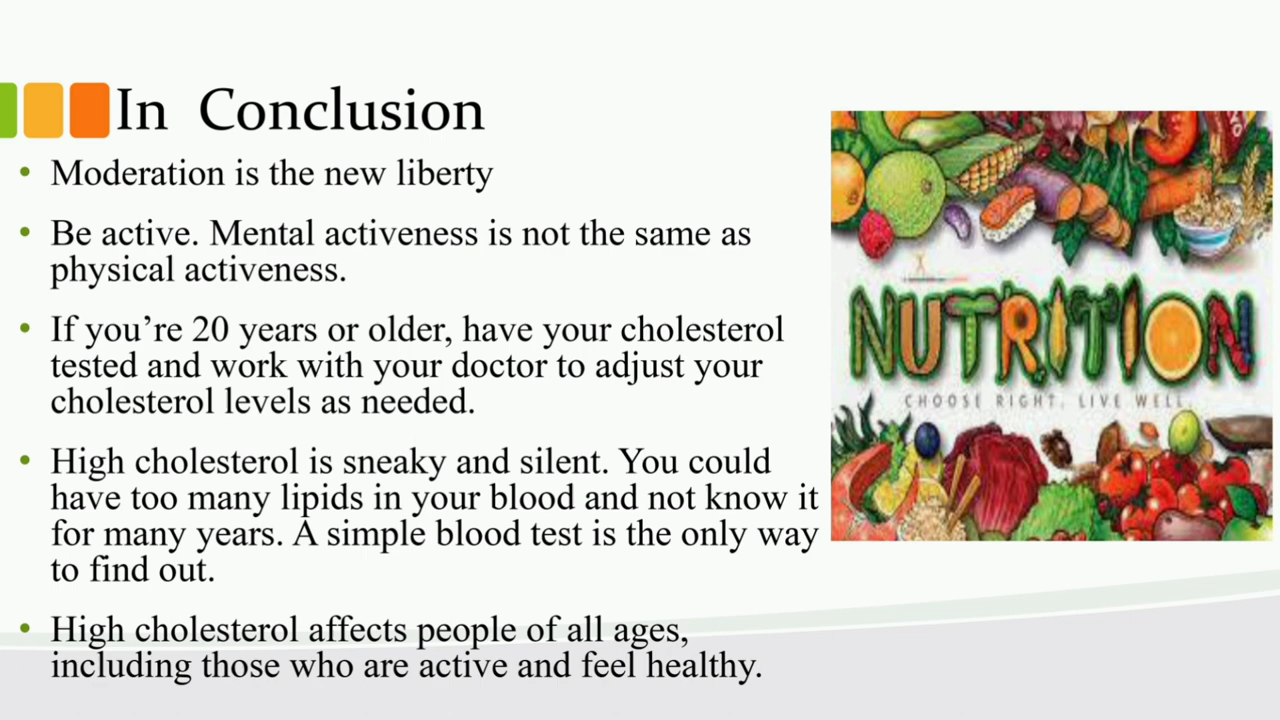 In Conclusion
• Moderation is the new liberty
• Be active. Mental activeness is not the same as
physical activeness.
• If you’re 20 years or older, have your cholesterol
tested and work with your doctor to adjust your
cholesterol levels as needed.
• High cholesterol is sneaky and silent. You could
have too many lipids in your blood and not know it
for many years. A simple blood test is the only way
to find out.
• High cholesterol affects people of all ages,
including those who are active and feel healthy.
NUTRITION
CHOOSE RIGHT. LIVE WELL.